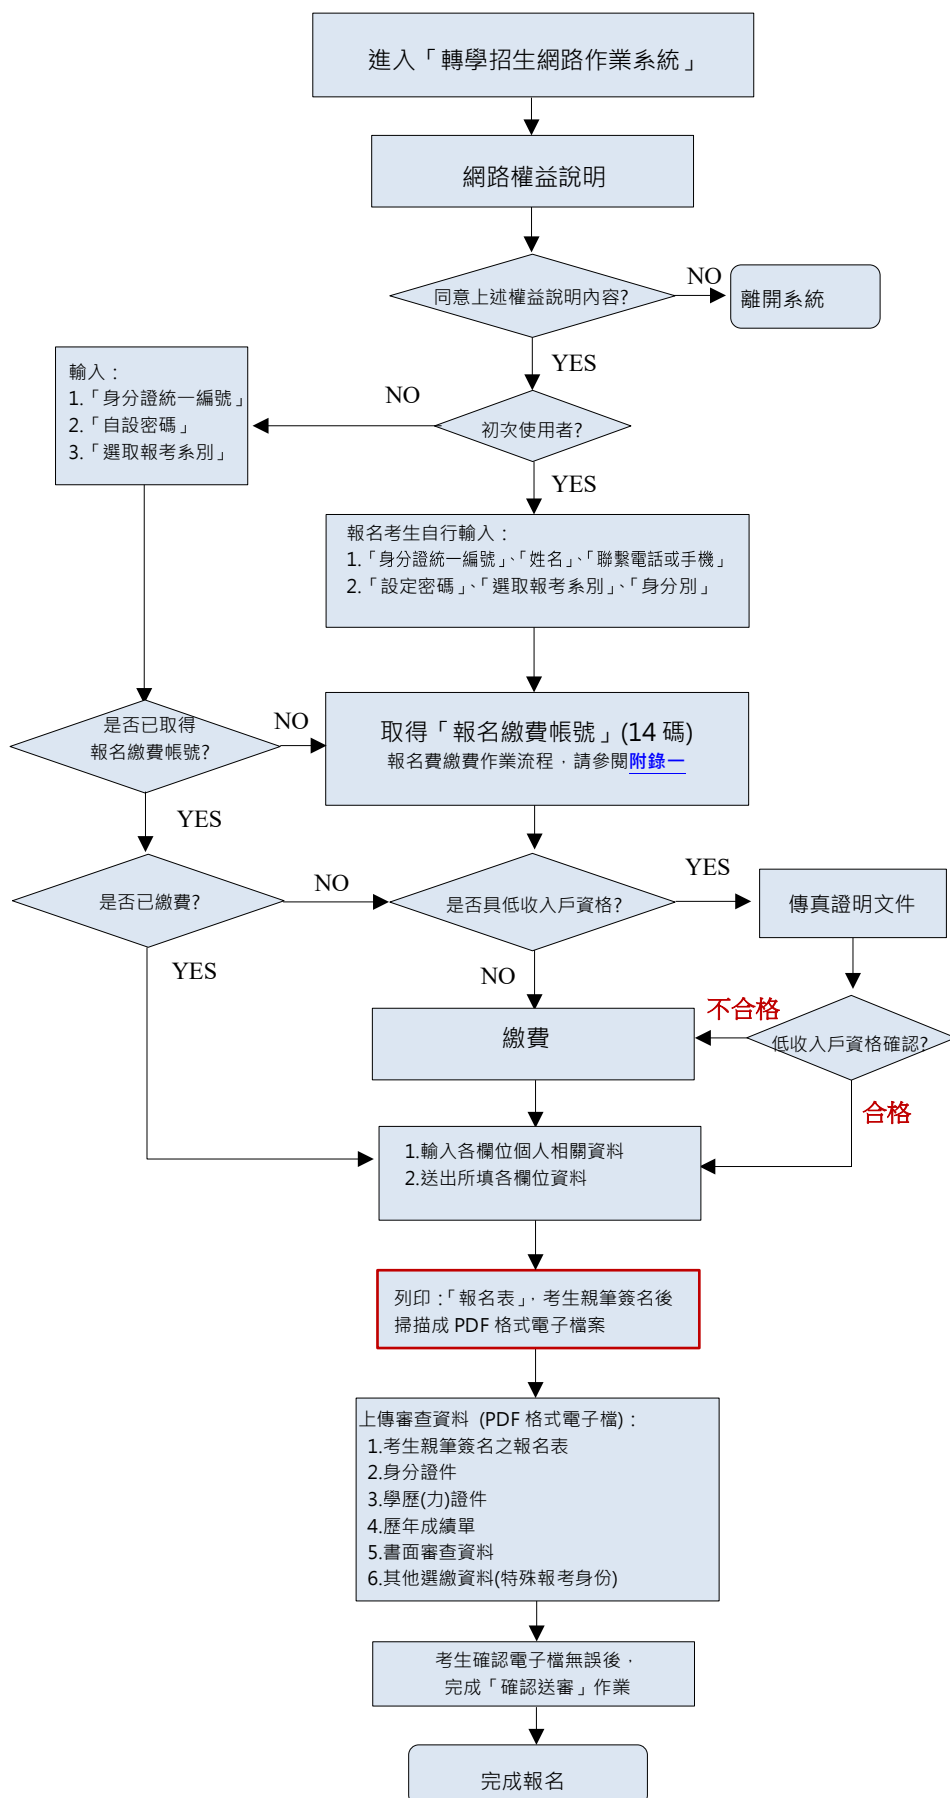 進入「轉學招生網路作業系統」
網路權益說明
同意上述權益說明內容?
NO
離開系統
YES
輸入：
1.「身分證統一編號」
2.「自設密碼」
3.「選取報考系別」
NO
初次使用者?
YES
報名考生自行輸入：
1.「身分證統一編號」、「姓名」、「聯繫電話或手機」
2.「設定密碼」、「選取報考系別」、「身分別」
是否已取得
報名繳費帳號?
NO
取得「報名繳費帳號」(14 碼)
報名費繳費作業流程，請參閱附錄一
YES
是否已繳費?
NO
是否具低收入戶資格?
YES
傳真證明文件
YES
NO
繳費
不合格
低收入戶資格確認?
合格
1.輸入各欄位個人相關資料
2.送出所填各欄位資料
列印：「報名表」，考生親筆簽名後
掃描成 PDF 格式電子檔案
上傳審查資料 (PDF 格式電子檔)：
1.考生親筆簽名之報名表
2.身分證件
3.學歷(力)證件
4.歷年成績單
5.書面審查資料
6.其他選繳資料(特殊報考身份)
考生確認電子檔無誤後，
完成「確認送審」作業
完成報名